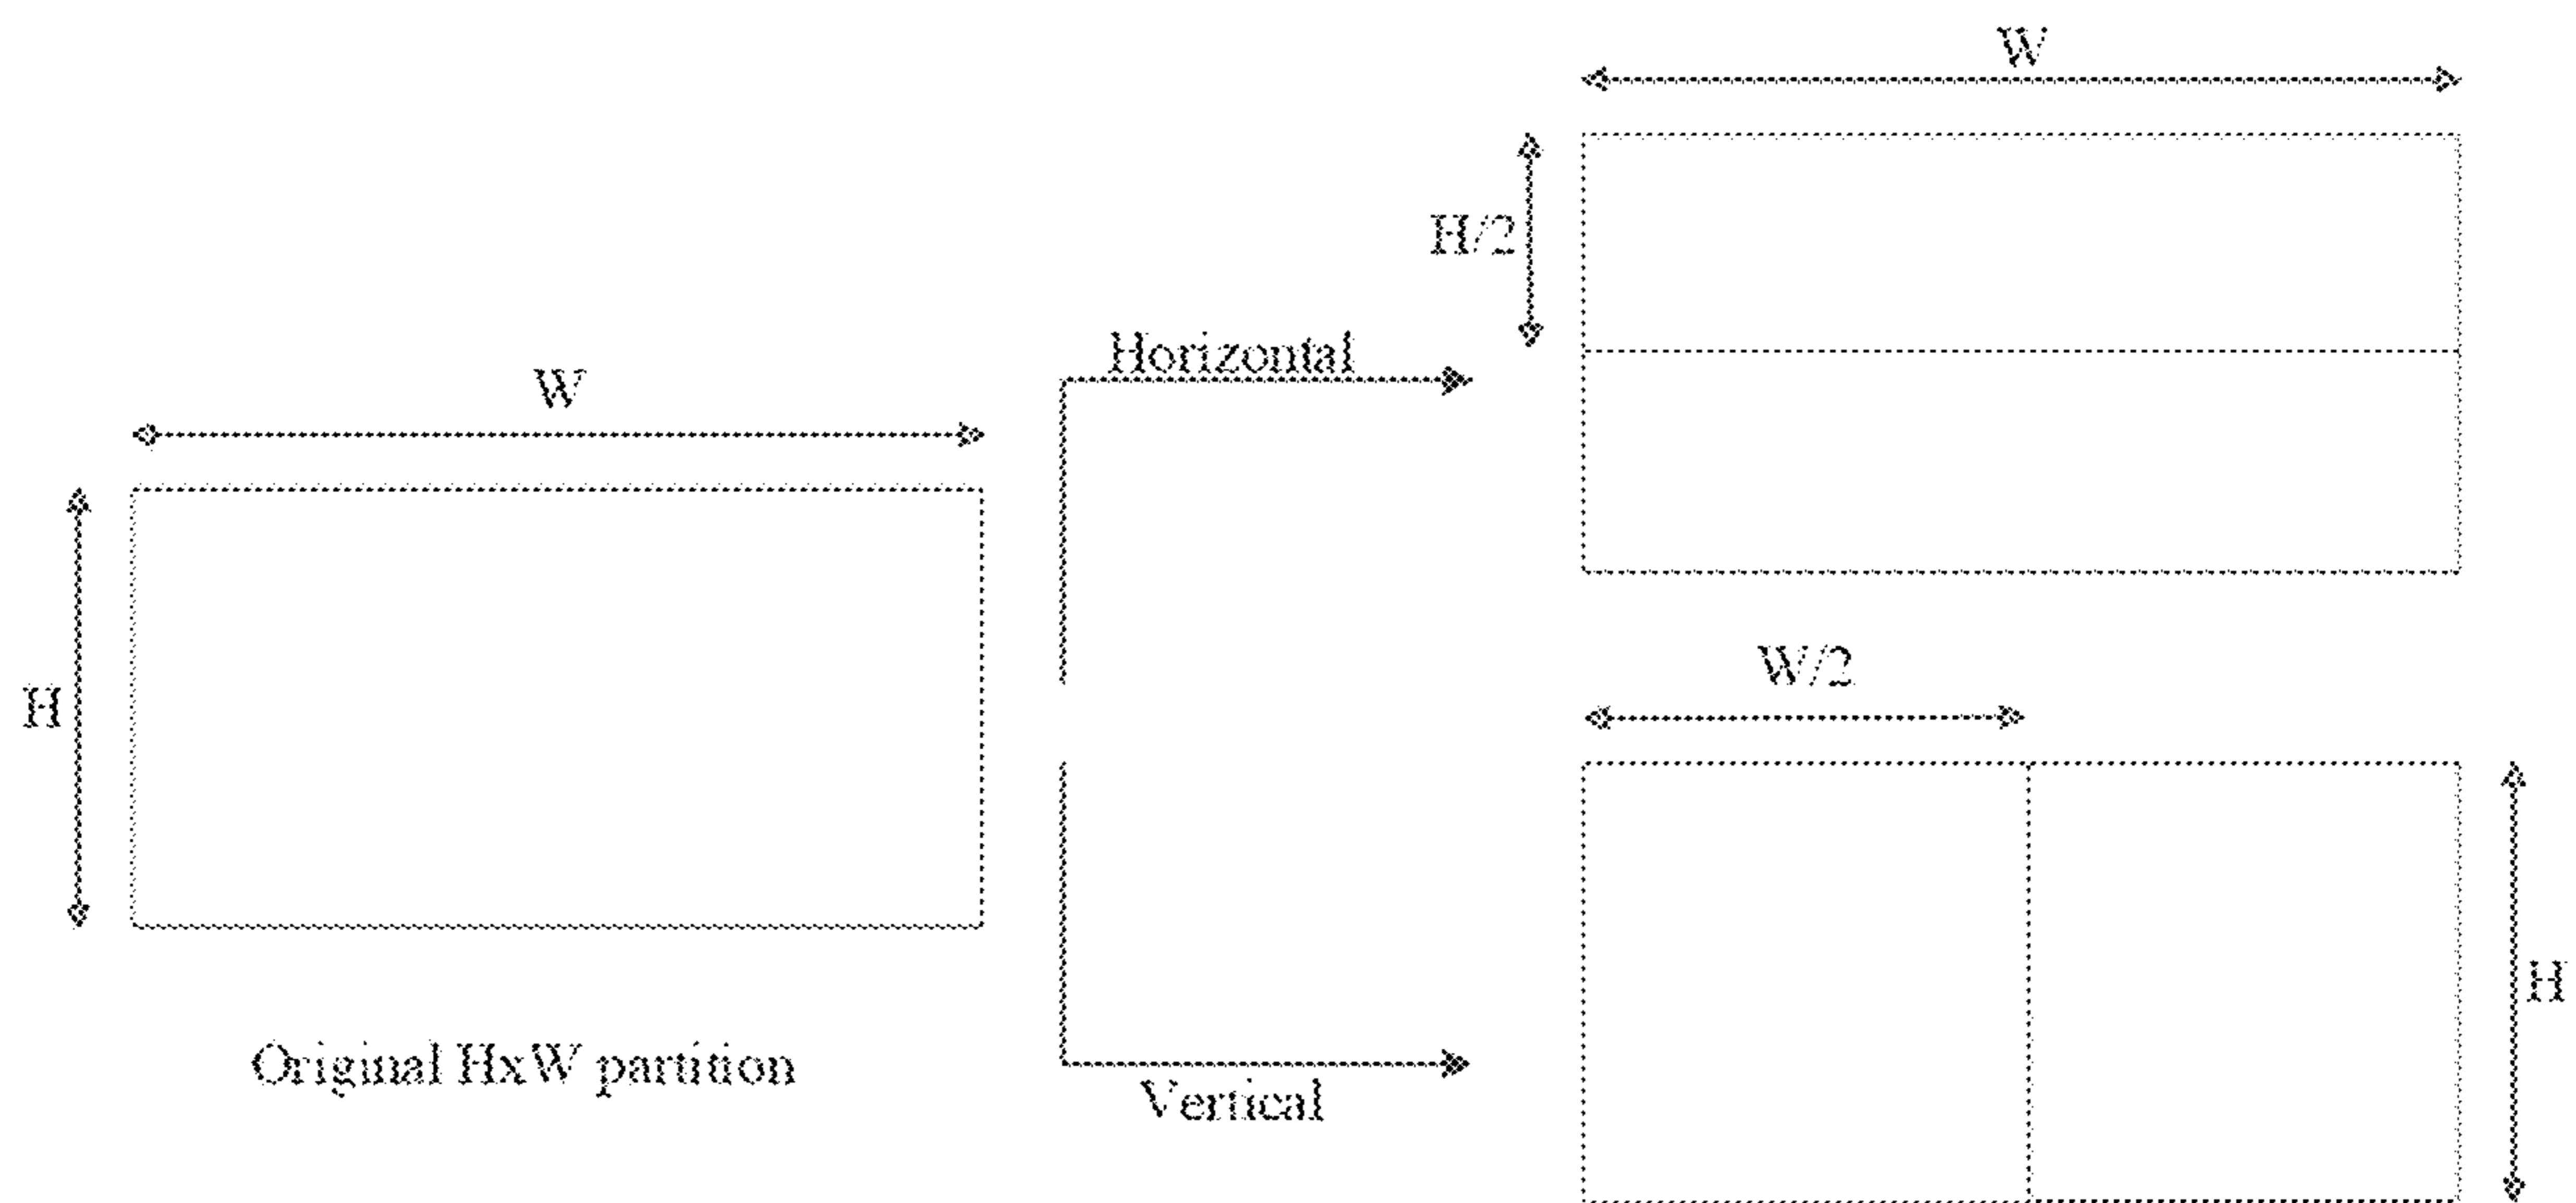 W
H/2
Horizontal
W
H
W/2
H
Original HxW partition
Vertical